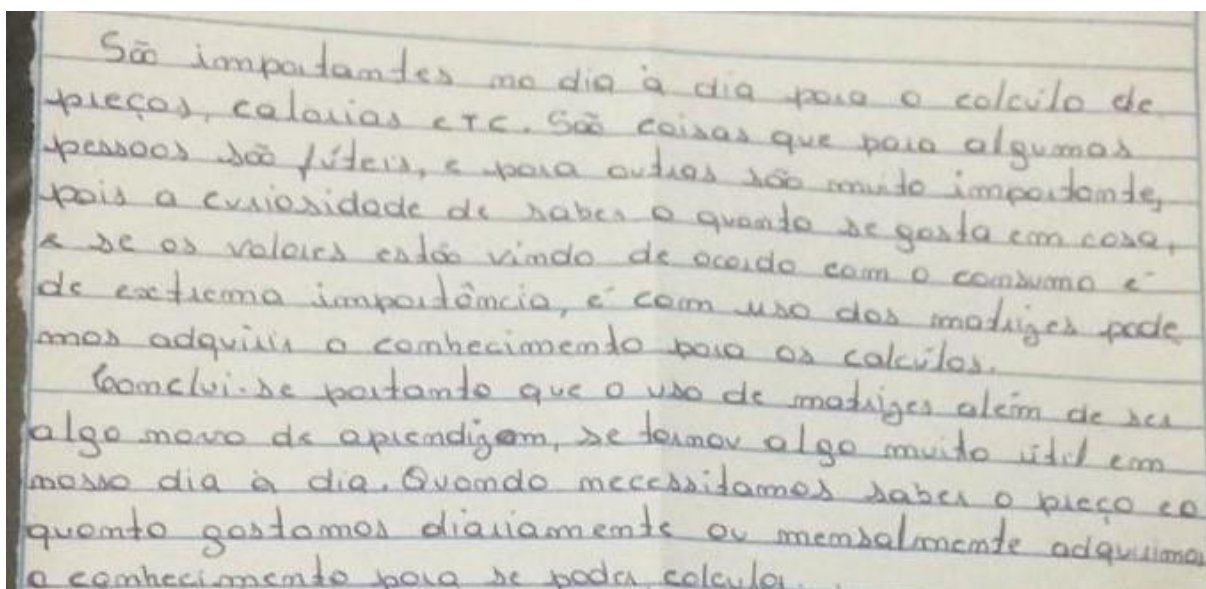 São importantes no dia à dia para o calculo de
preços, calorias etc. São coisas que para algumas
pessoas são fúteis, e para outras são muito importante,
pois a curiosidade de saber o quanto se gasta em casa,
e se os valores estão vindo de acordo com o consumo é
de extrema importância, é com uso das matrizes pode
mos adquirir o conhecimento para os calculos.
Conclui-se portanto que o uso de matrizes além de ser
algo novo de aprendizam, se tornou algo muito útil em
nosso dia à dia. Quando necessitamos saber o preço e o
quanto gastamos diariamente ou mensalmente adquirimos
o conhecimento para se poder calcular.